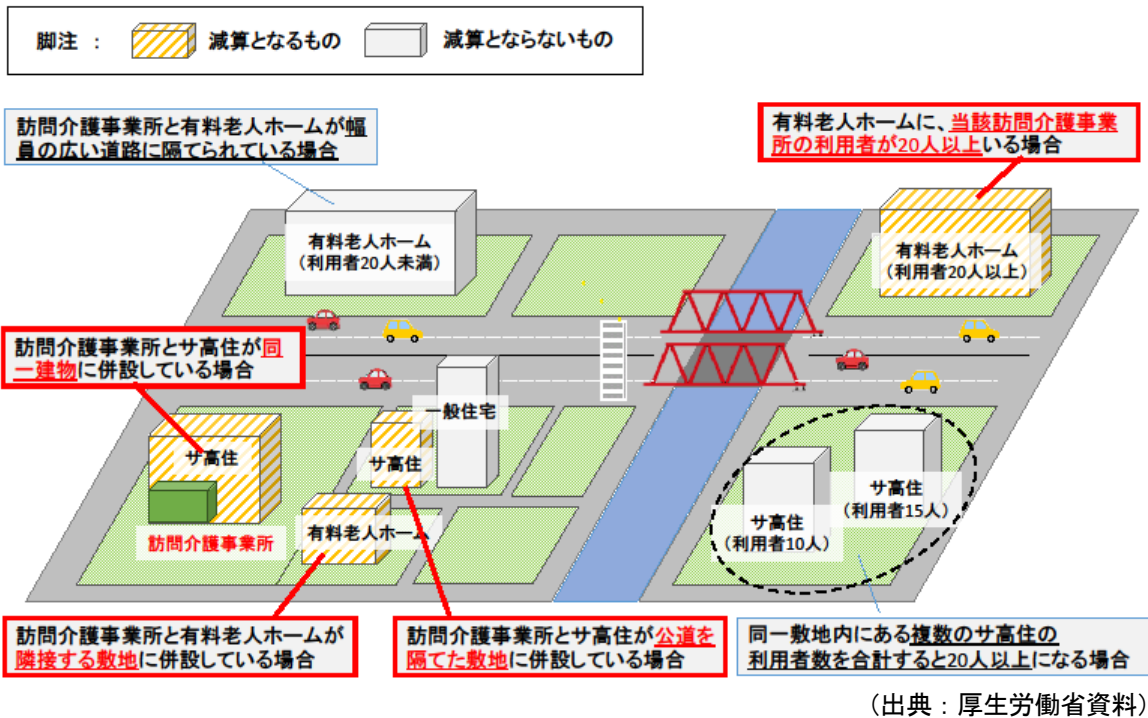 脚注 :
減算となるもの
減算とならないもの
訪問介護事業所と有料老人ホームが幅
員の広い道路に隔てられている場合
有料老人ホームに、当該訪問介護事業
所の利用者が20人以上いる場合
有料老人ホーム
(利用者20人未満)
有料老人ホーム
(利用者20人以上)
訪問介護事業所とサ高住が同
一建物に併設している場合
一般住宅
サ高住
サ高住
訪問介護事業所
有料老人ホーム
サ高住
(利用者15人)
サ高住
(利用者10人)
訪問介護事業所と有料老人ホームが
隣接する敷地に併設している場合
訪問介護事業所とサ高住が公道を
隔てた敷地に併設している場合
同一敷地内にある複数のサ高住の
利用者数を合計すると20人以上になる場合
(出典:厚生労働省資料)